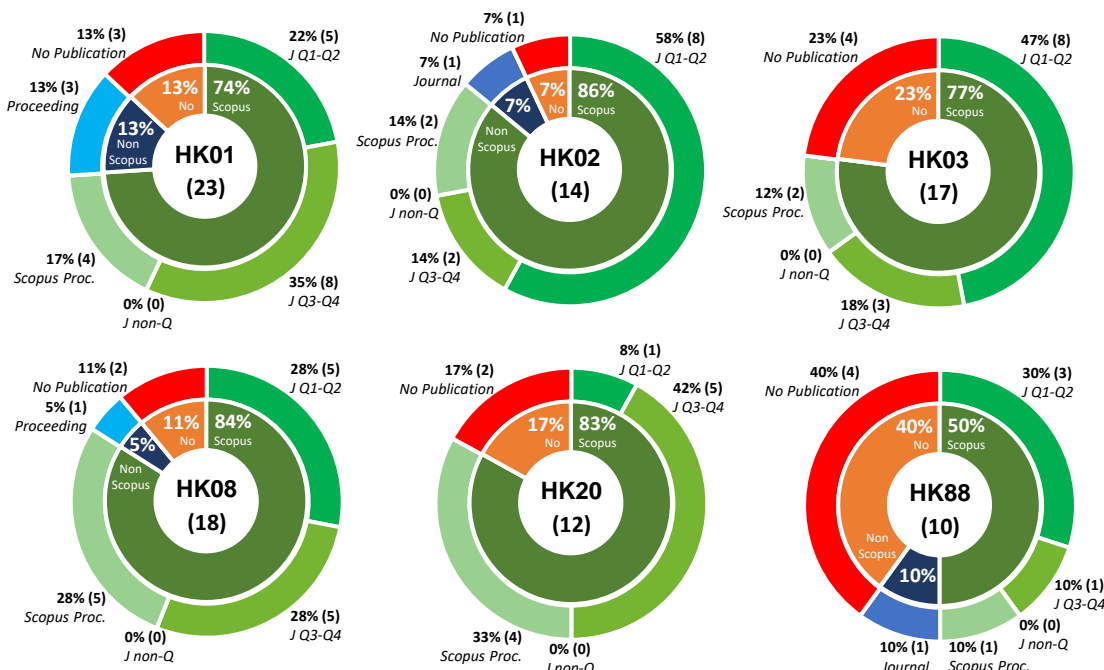 13% (3)
No Publication
22% (5)
J Q1-Q2
13% (3)
Proceeding
13%
No
74%
Scopus
13%
Non
Scopus
HK01
(23)
17% (4)
Scopus Proc.
0% (0)
J non-Q
35% (8)
J Q3-Q4
7% (1)
No Publication
58% (8)
J Q1-Q2
7% (1)
Journal
7%
No
86%
Scopus
7%
Non
Scopus
14% (2)
Scopus Proc.
HK02
(14)
0% (0)
J non-Q
14% (2)
J Q3-Q4
23% (4)
No Publication
47% (8)
J Q1-Q2
23%
No
77%
Scopus
HK03
(17)
12% (2)
Scopus Proc.
0% (0)
J non-Q
18% (3)
J Q3-Q4
11% (2)
No Publication
28% (5)
J Q1-Q2
5% (1)
Proceeding
11%
No
84%
Scopus
5%
Non
Scopus
HK08
(18)
28% (5)
Scopus Proc.
0% (0)
J non-Q
28% (5)
J Q3-Q4
17% (2)
No Publication
8% (1)
J Q1-Q2
42% (5)
J Q3-Q4
17%
No
83%
Scopus
HK20
(12)
33% (4)
Scopus Proc.
0% (0)
J non-Q
40% (4)
No Publication
30% (3)
J Q1-Q2
40%
No
50%
Scopus
HK88
(10)
Non
Scopus
10%
10% (1)
J Q3-Q4
0% (0)
J non-Q
10% (1)
Journal
10% (1)
Scopus Proc.